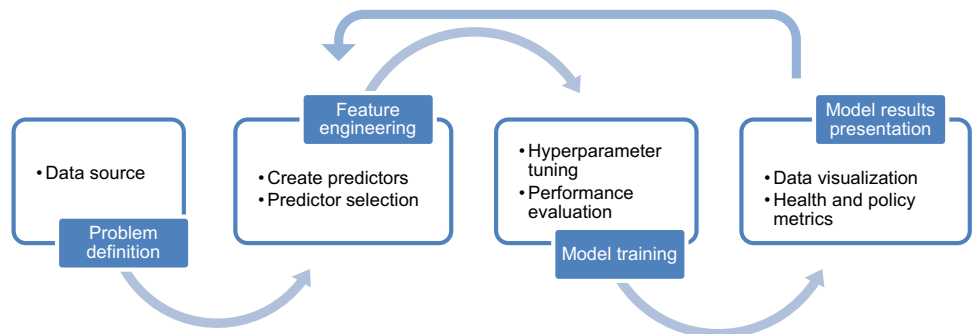 • Data source
Problem
definition
Feature
engineering
• Create predictors
• Predictor selection
• Hyperparameter
tuning
• Performance
evaluation
Model training
Model results
presentation
• Data visualization
• Health and policy
metrics